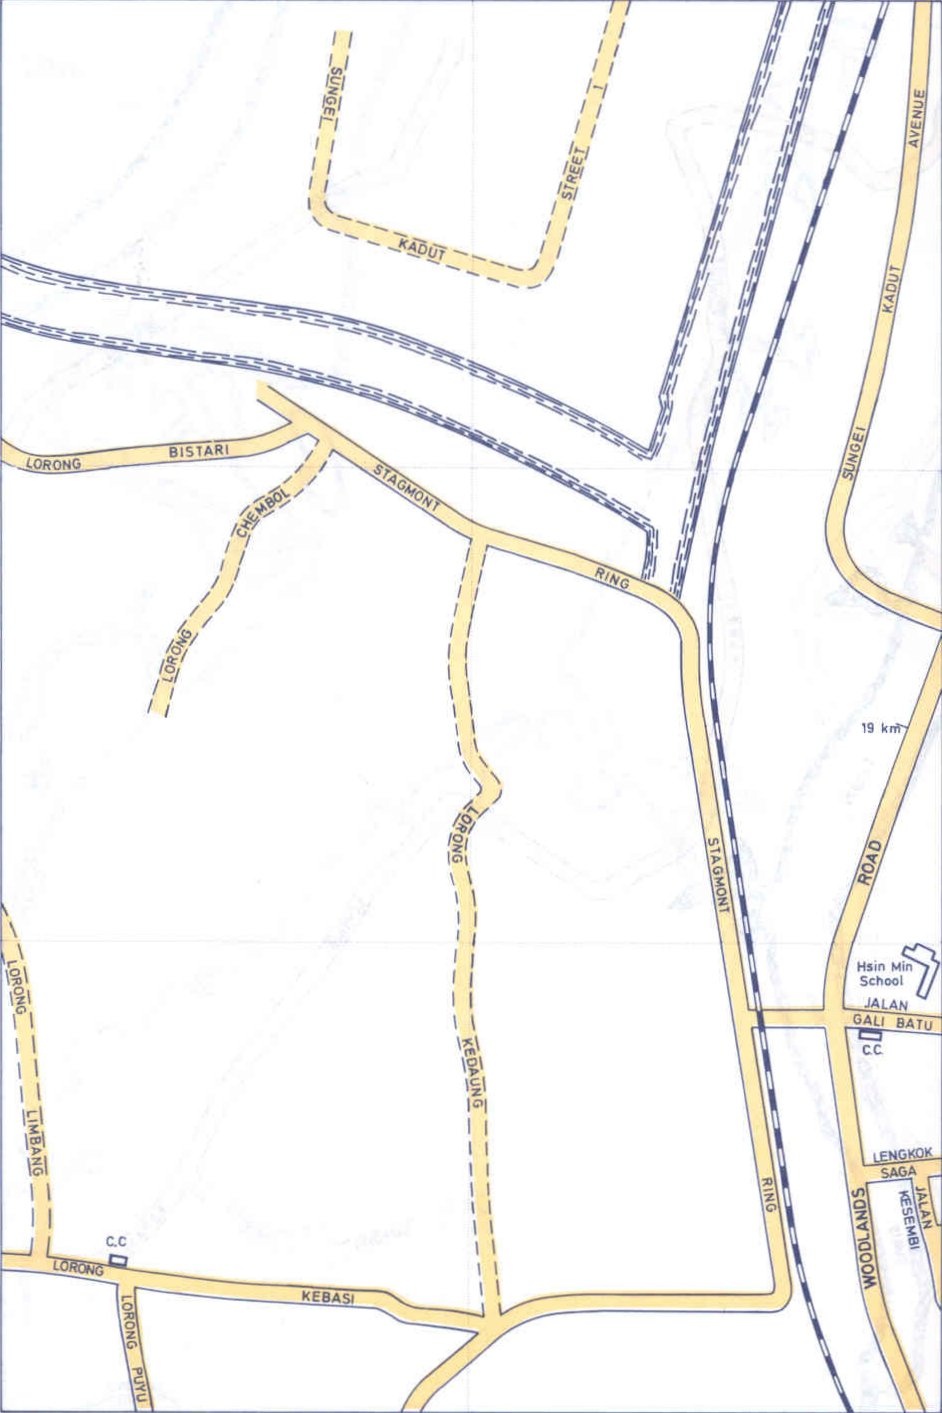 SUNGEI
KADUT
STREET 1
SUNGEI
KADUT
AVENUE
LORONG
BISTARI
LORONG
CHEMBOL
STAGMONT
RING
19 km
LORONG
KEDAUNG
STAGMONT
RING
WOODLANDS
ROAD
Hsin Min
School
JALAN
GALI BATU
C.C.
LENGKOK
SAGA
JALAN
KESEMBI
LORONG
LIMBANG
C.C
LORONG
KEBASI
LORONG PUYU